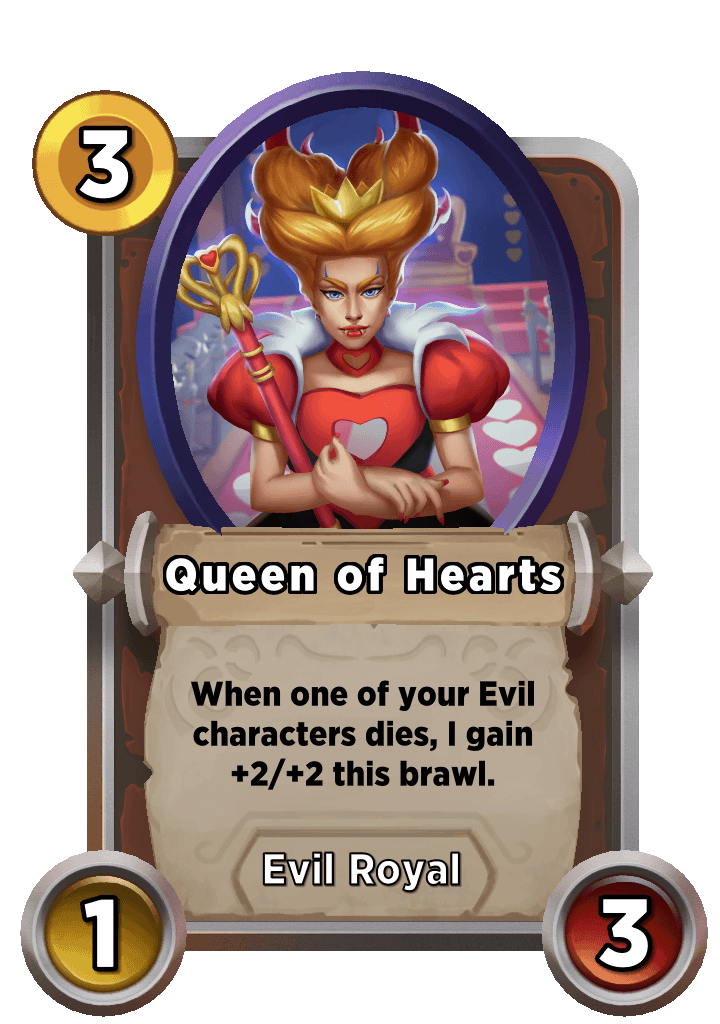 3
Queen of Hearts
When one of your Evil
characters dies, I gain
+2/+2 this brawl.
Evil Royal
1
3